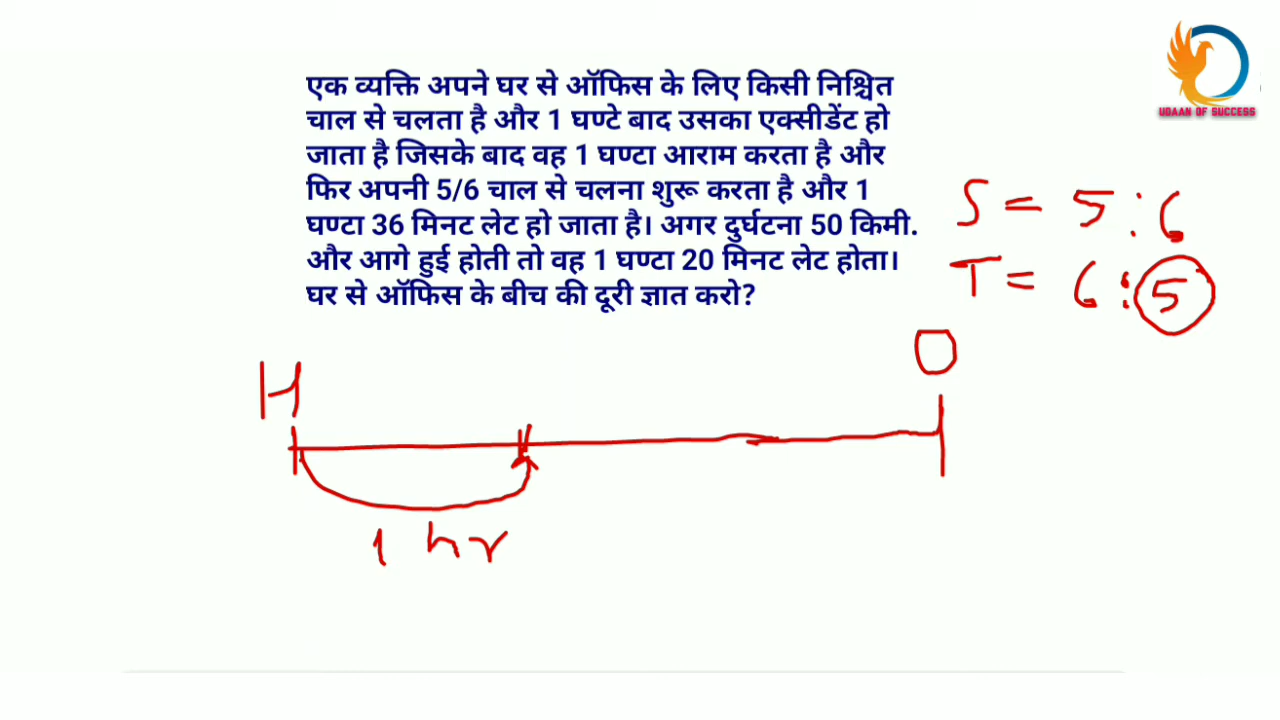 UDAAN OF SUCCESS
एक व्यक्ति अपने घर से ऑफिस के लिए किसी निश्चित
चाल से चलता है और 1 घण्टे बाद उसका एक्सीडेंट हो
जाता है जिसके बाद वह 1 घण्टा आराम करता है और
फिर अपनी 5/6 चाल से चलना शुरू करता है और 1
घण्टा 36 मिनट लेट हो जाता है। अगर दुर्घटना 50 किमी.
और आगे हुई होती तो वह 1 घण्टा 20 मिनट लेट होता।
घर से ऑफिस के बीच की दूरी ज्ञात करो?
S = 5 : 6
T = 6 : 5
H
O
1 hr